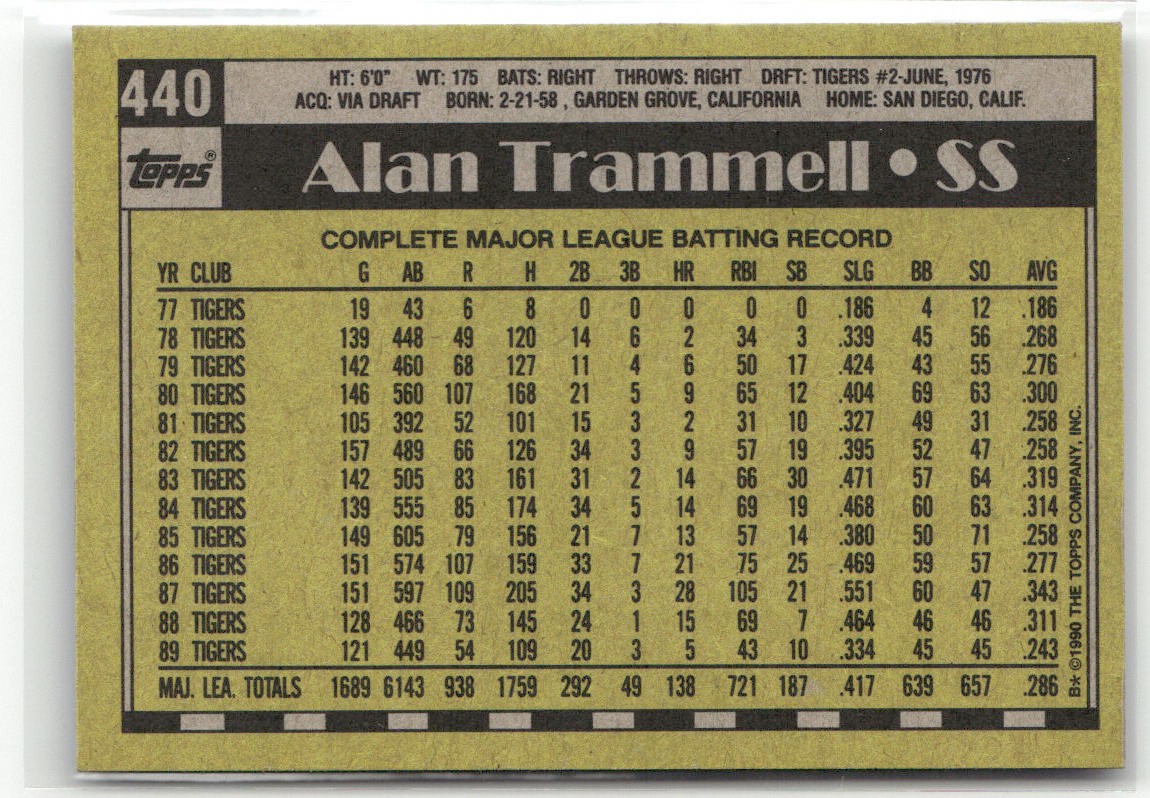 440
HT: 6'0" WT: 175 BATS: RIGHT THROWS: RIGHT DRFT: TIGERS #2-JUNE, 1976
ACQ: VIA DRAFT BORN: 2-21-58 , GARDEN GROVE, CALIFORNIA HOME: SAN DIEGO, CALIF.
topps®
Alan Trammell • SS
COMPLETE MAJOR LEAGUE BATTING RECORD
YR CLUB G AB R H 2B 3B HR RBI SB SLG BB SO AVG
77 TIGERS 19 43 6 8 0 0 0 0 0 .186 4 12 .186
78 TIGERS 139 448 49 120 14 6 2 34 3 .339 45 56 .268
79 TIGERS 142 460 68 127 11 4 6 50 17 .424 43 55 .276
80 TIGERS 146 560 107 168 21 5 9 65 12 .404 69 63 .300
81 TIGERS 105 392 52 101 15 3 2 31 10 .327 49 31 .258
82 TIGERS 157 489 66 126 34 3 9 57 19 .395 52 47 .258
83 TIGERS 142 505 83 161 31 2 14 66 30 .471 57 64 .319
84 TIGERS 139 555 85 174 34 5 14 69 19 .468 60 63 .314
85 TIGERS 149 605 79 156 21 7 13 57 14 .380 50 71 .258
86 TIGERS 151 574 107 159 33 7 21 75 25 .469 59 57 .277
87 TIGERS 151 597 109 205 34 3 28 105 21 .551 60 47 .343
88 TIGERS 128 466 73 145 24 1 15 69 7 .464 46 46 .311
89 TIGERS 121 449 54 109 20 3 5 43 10 .334 45 45 .243
MAJ. LEA. TOTALS 1689 6143 938 1759 292 49 138 721 187 .417 639 657 .286
B* ©1990 THE TOPPS COMPANY, INC.